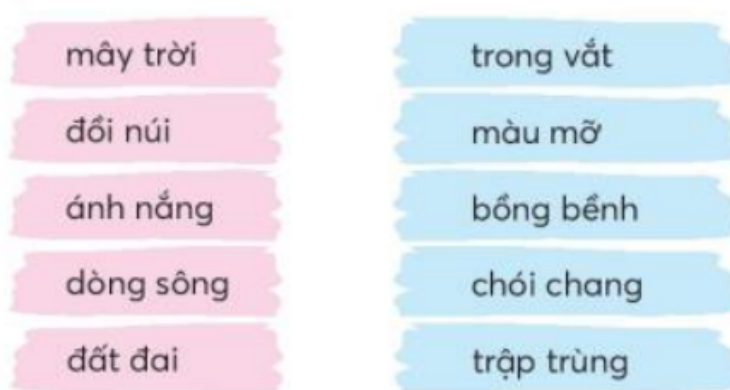 mây trời trong vắt
đồi núi màu mỡ
ánh nắng bồng bềnh
dòng sông chói chang
đất đai trập trùng